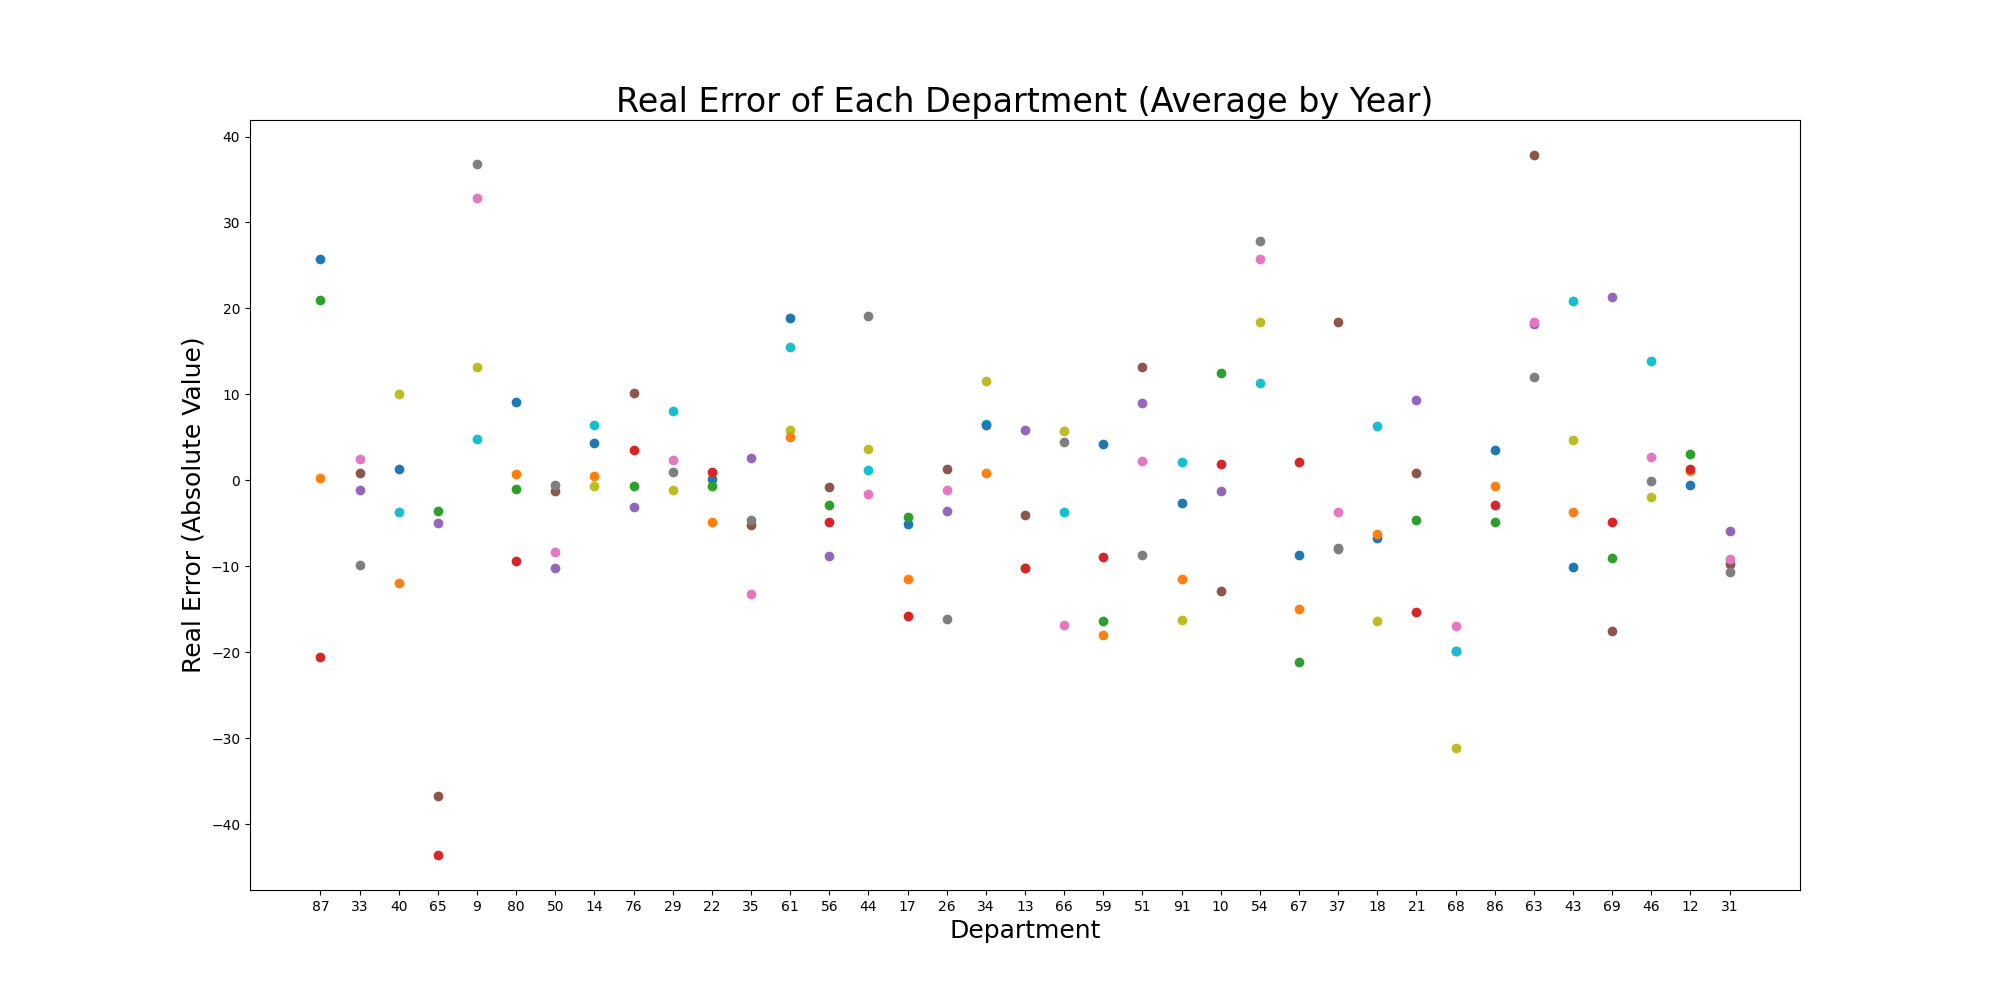 Real Error of Each Department (Average by Year)
Real Error (Absolute Value)
40
30
20
10
0
−10
−20
−30
−40
87 33 40 65 9 80 50 14 76 29 22 35 61 56 44 17 26 34 13 66 59 51 91 10 54 67 37 18 21 68 86 63 43 69 46 12 31
Department